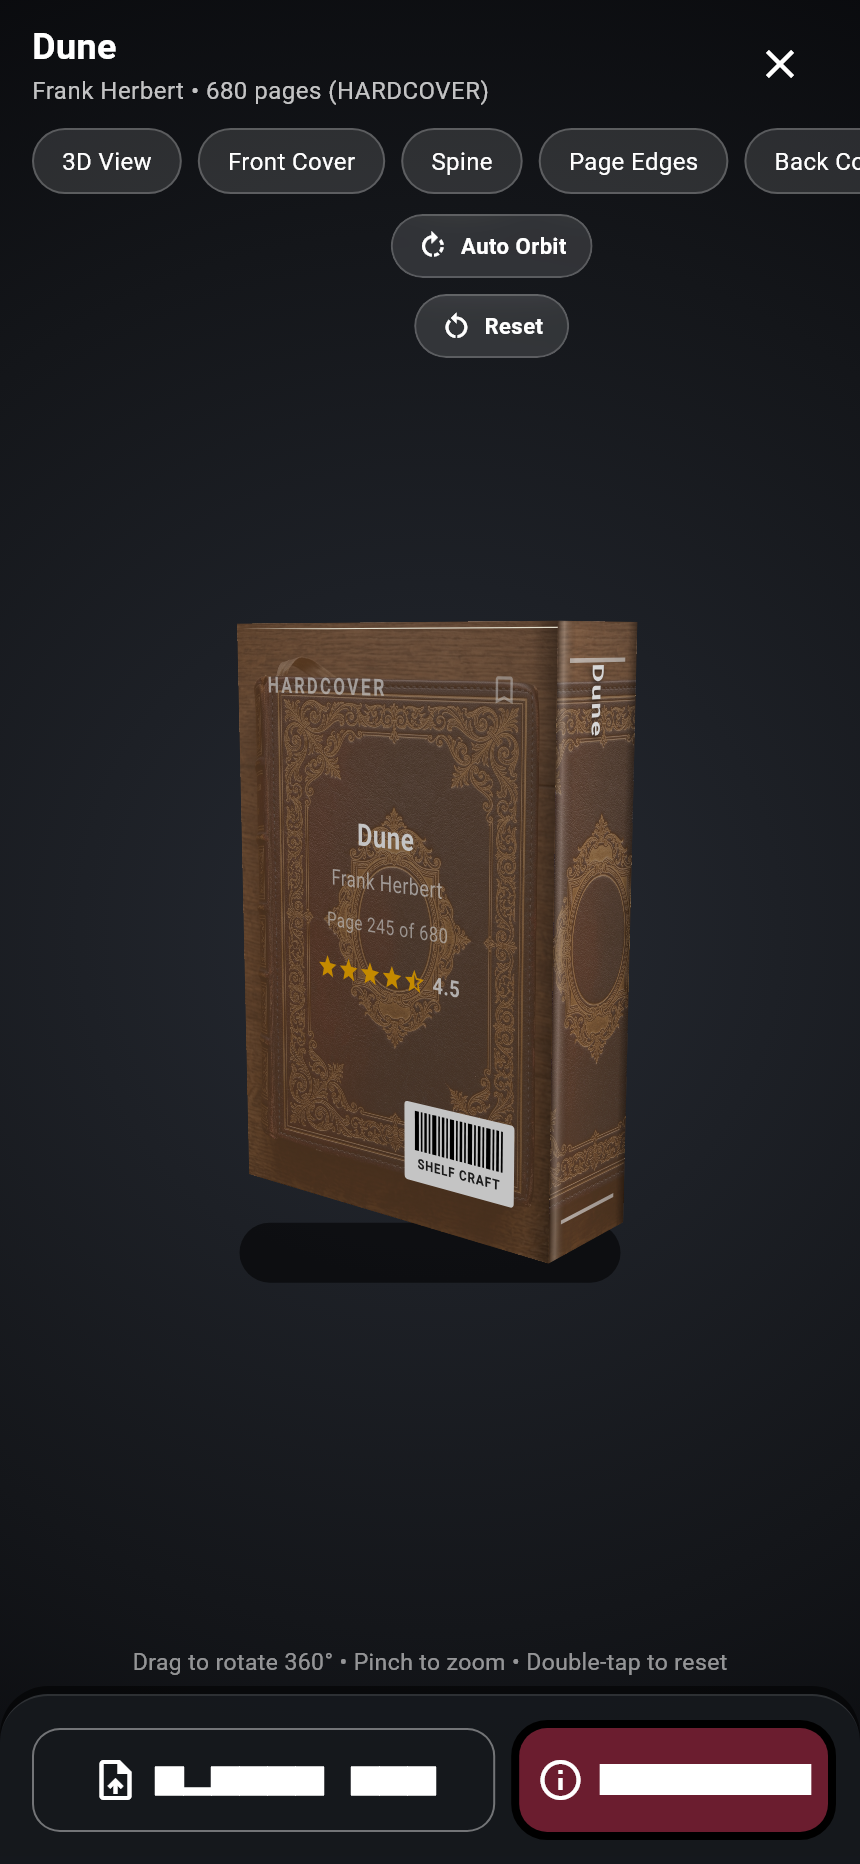 Dune
Frank Herbert • 680 pages (HARDCOVER)
3D View
Front Cover
Spine
Page Edges
Back Co
Auto Orbit
Reset
HARDCOVER
Dune
Dune
Frank Herbert
Page 245 of 680
4.5
SHELF CRAFT
Drag to rotate 360° • Pinch to zoom • Double-tap to reset